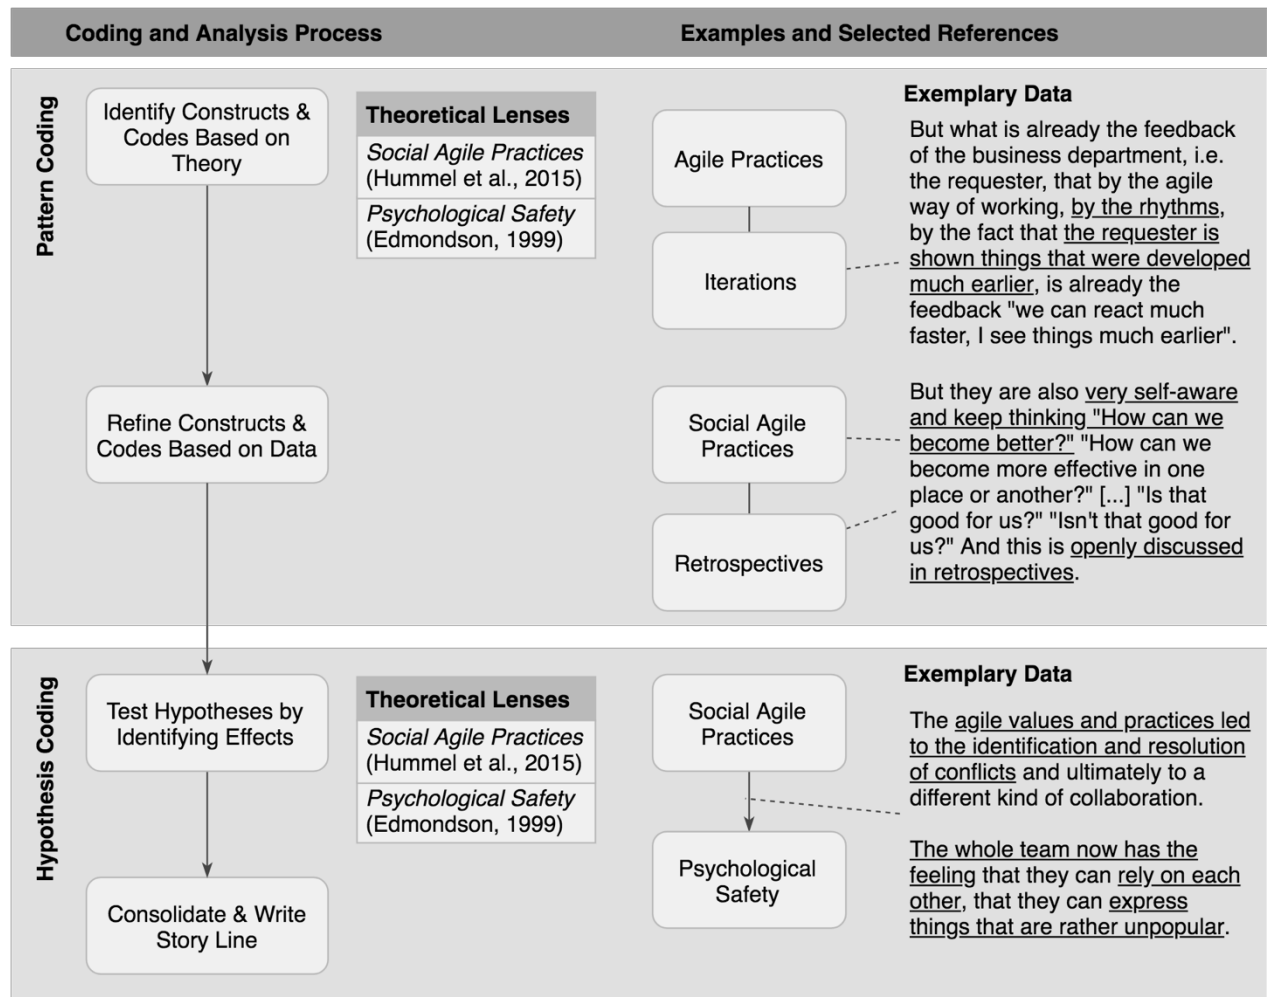 Coding and Analysis Process
Examples and Selected References
Pattern Coding
Identify Constructs &
Codes Based on
Theory
Refine Constructs &
Codes Based on Data
Theoretical Lenses
Social Agile Practices
(Hummel et al., 2015)
Psychological Safety
(Edmondson, 1999)
Agile Practices
Iterations
Exemplary Data
But what is already the feedback
of the business department, i.e.
the requester, that by the agile
way of working, by the rhythms,
by the fact that the requester is
shown things that were developed
much earlier, is already the
feedback "we can react much
faster, I see things much earlier".
Social Agile
Practices
Retrospectives
But they are also very self-aware
and keep thinking "How can we
become better?" "How can we
become more effective in one
place or another?" [...] "Is that
good for us?" "Isn't that good for
us?" And this is openly discussed
in retrospectives.
Hypothesis Coding
Test Hypotheses by
Identifying Effects
Consolidate & Write
Story Line
Theoretical Lenses
Social Agile Practices
(Hummel et al., 2015)
Psychological Safety
(Edmondson, 1999)
Social Agile
Practices
Psychological
Safety
Exemplary Data
The agile values and practices led
to the identification and resolution
of conflicts and ultimately to a
different kind of collaboration.
The whole team now has the
feeling that they can rely on each
other, that they can express
things that are rather unpopular.